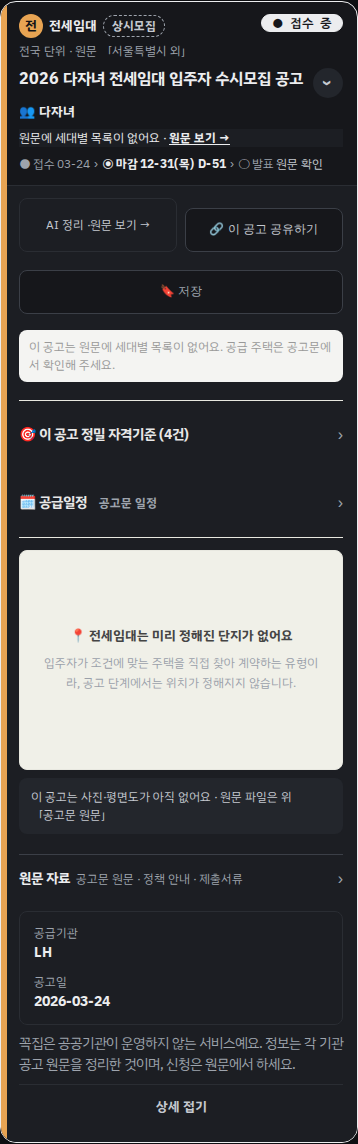 전 전세임대 상시모집 ● 접수 중
전국 단위 · 원문 「서울특별시 외」
2026 다자녀 전세임대 입주자 수시모집 공고
👥 다자녀
원문에 세대별 목록이 없어요 · 원문 보기 →
접수 03-24 › 마감 12-31(목) D-51 › 발표 원문 확인
AI 정리 ·원문 보기 →
🔗 이 공고 공유하기
🔖 저장
이 공고는 원문에 세대별 목록이 없어요. 공급 주택은 공고문에
서 확인해 주세요.
🎯 이 공고 정밀 자격기준 (4건) ›
🗓️ 공급일정 공고문 일정 ›
📍 전세임대는 미리 정해진 단지가 없어요
입주자가 조건에 맞는 주택을 직접 찾아 계약하는 유형이
라, 공고 단계에서는 위치가 정해지지 않습니다.
이 공고는 사진·평면도가 아직 없어요 · 원문 파일은 위
「공고문 원문」
원문 자료 공고문 원문 · 정책 안내 · 제출서류 ›
공급기관
LH
공고일
2026-03-24
꼭집은 공공기관이 운영하지 않는 서비스예요. 정보는 각 기관
공고 원문을 정리한 것이며, 신청은 원문에서 하세요.
상세 접기